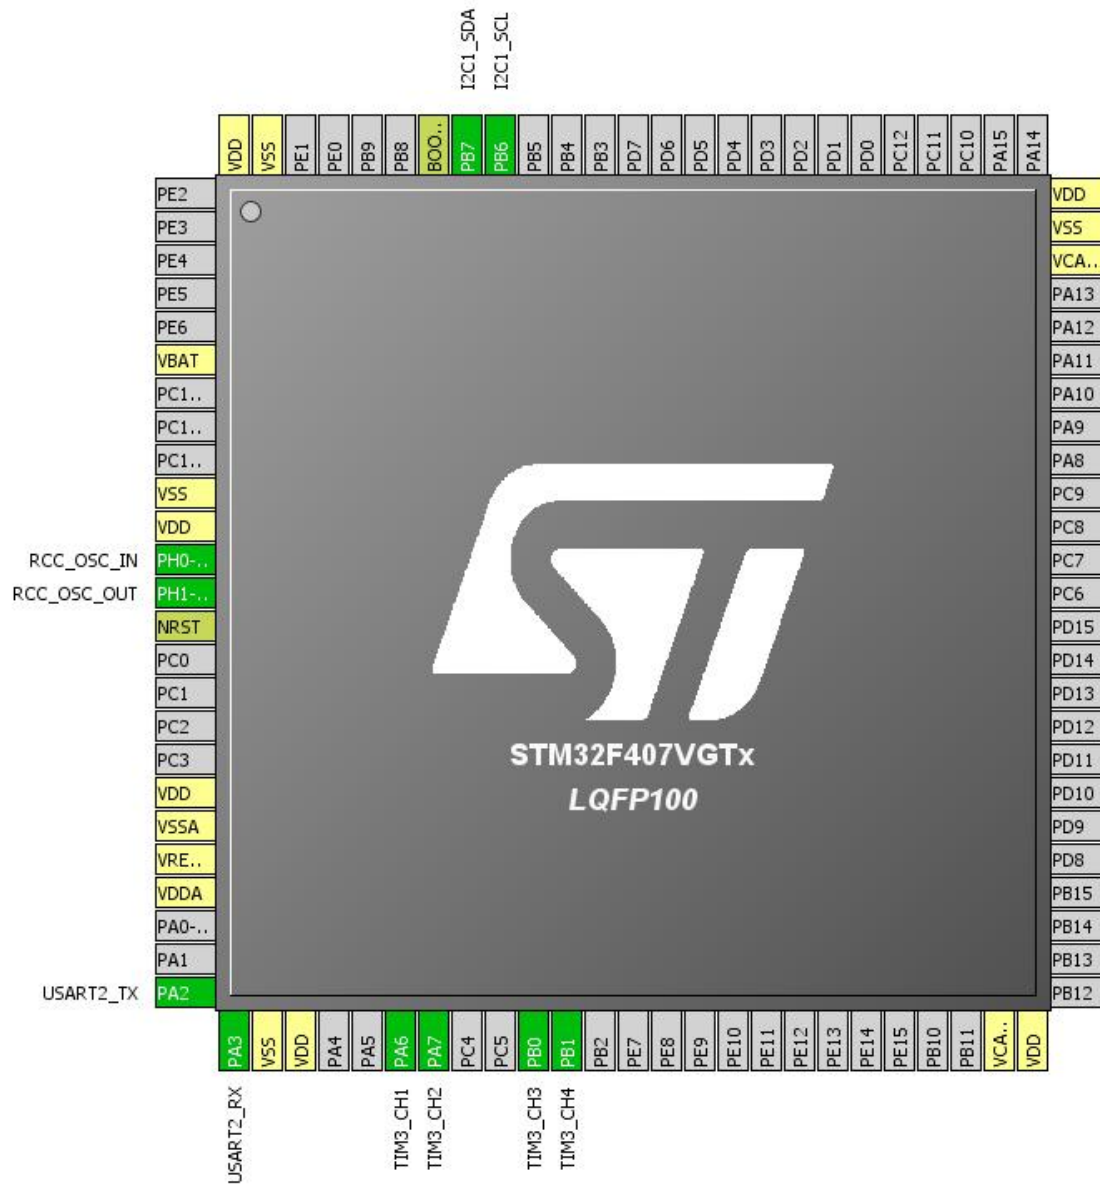 I2C1_SDA
I2C1_SCL
VDD
VSS
PE1
PE0
PB9
PB8
BOO..
PB7
PB6
PB5
PB4
PB3
PD7
PD6
PD5
PD4
PD3
PD2
PD1
PD0
PC12
PC11
PC10
PA15
PA14
PE2
PE3
PE4
PE5
PE6
VBAT
PC1..
PC1..
PC1..
VSS
VDD
RCC_OSC_IN PH0-..
RCC_OSC_OUT PH1-..
NRST
PC0
PC1
PC2
PC3
VDD
VSSA
VRE..
VDDA
PA0-..
PA1
USART2_TX PA2
STM32F407VGTx
LQFP100
VDD
VSS
VCA..
PA13
PA12
PA11
PA10
PA9
PA8
PC9
PC8
PC7
PC6
PD15
PD14
PD13
PD12
PD11
PD10
PD9
PD8
PB15
PB14
PB13
PB12
PA3
VSS
VDD
PA4
PA5
PA6
PA7
PC4
PC5
PB0
PB1
PB2
PE7
PE8
PE9
PE10
PE11
PE12
PE13
PE14
PE15
PB10
PB11
VCA..
VDD
USART2_RX
TIM3_CH1
TIM3_CH2
TIM3_CH3
TIM3_CH4